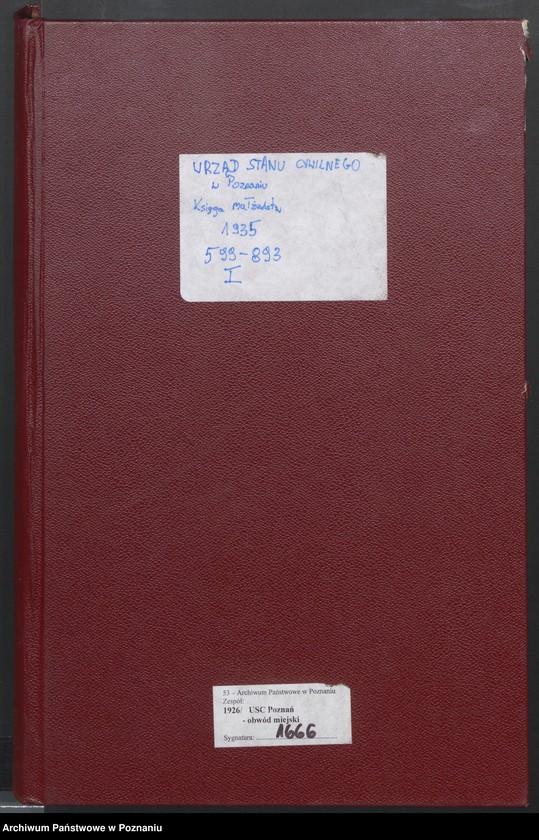 URZĄD STANU CYWILNEGO
w Poznaniu
Księga małżeństw
1935
599-893
I
53 - Archiwum Państwowe w Poznaniu
Zespół:
1926/ USC Poznań
- obwód miejski
Sygnatura: 1666
Archiwum Państwowe w Poznaniu